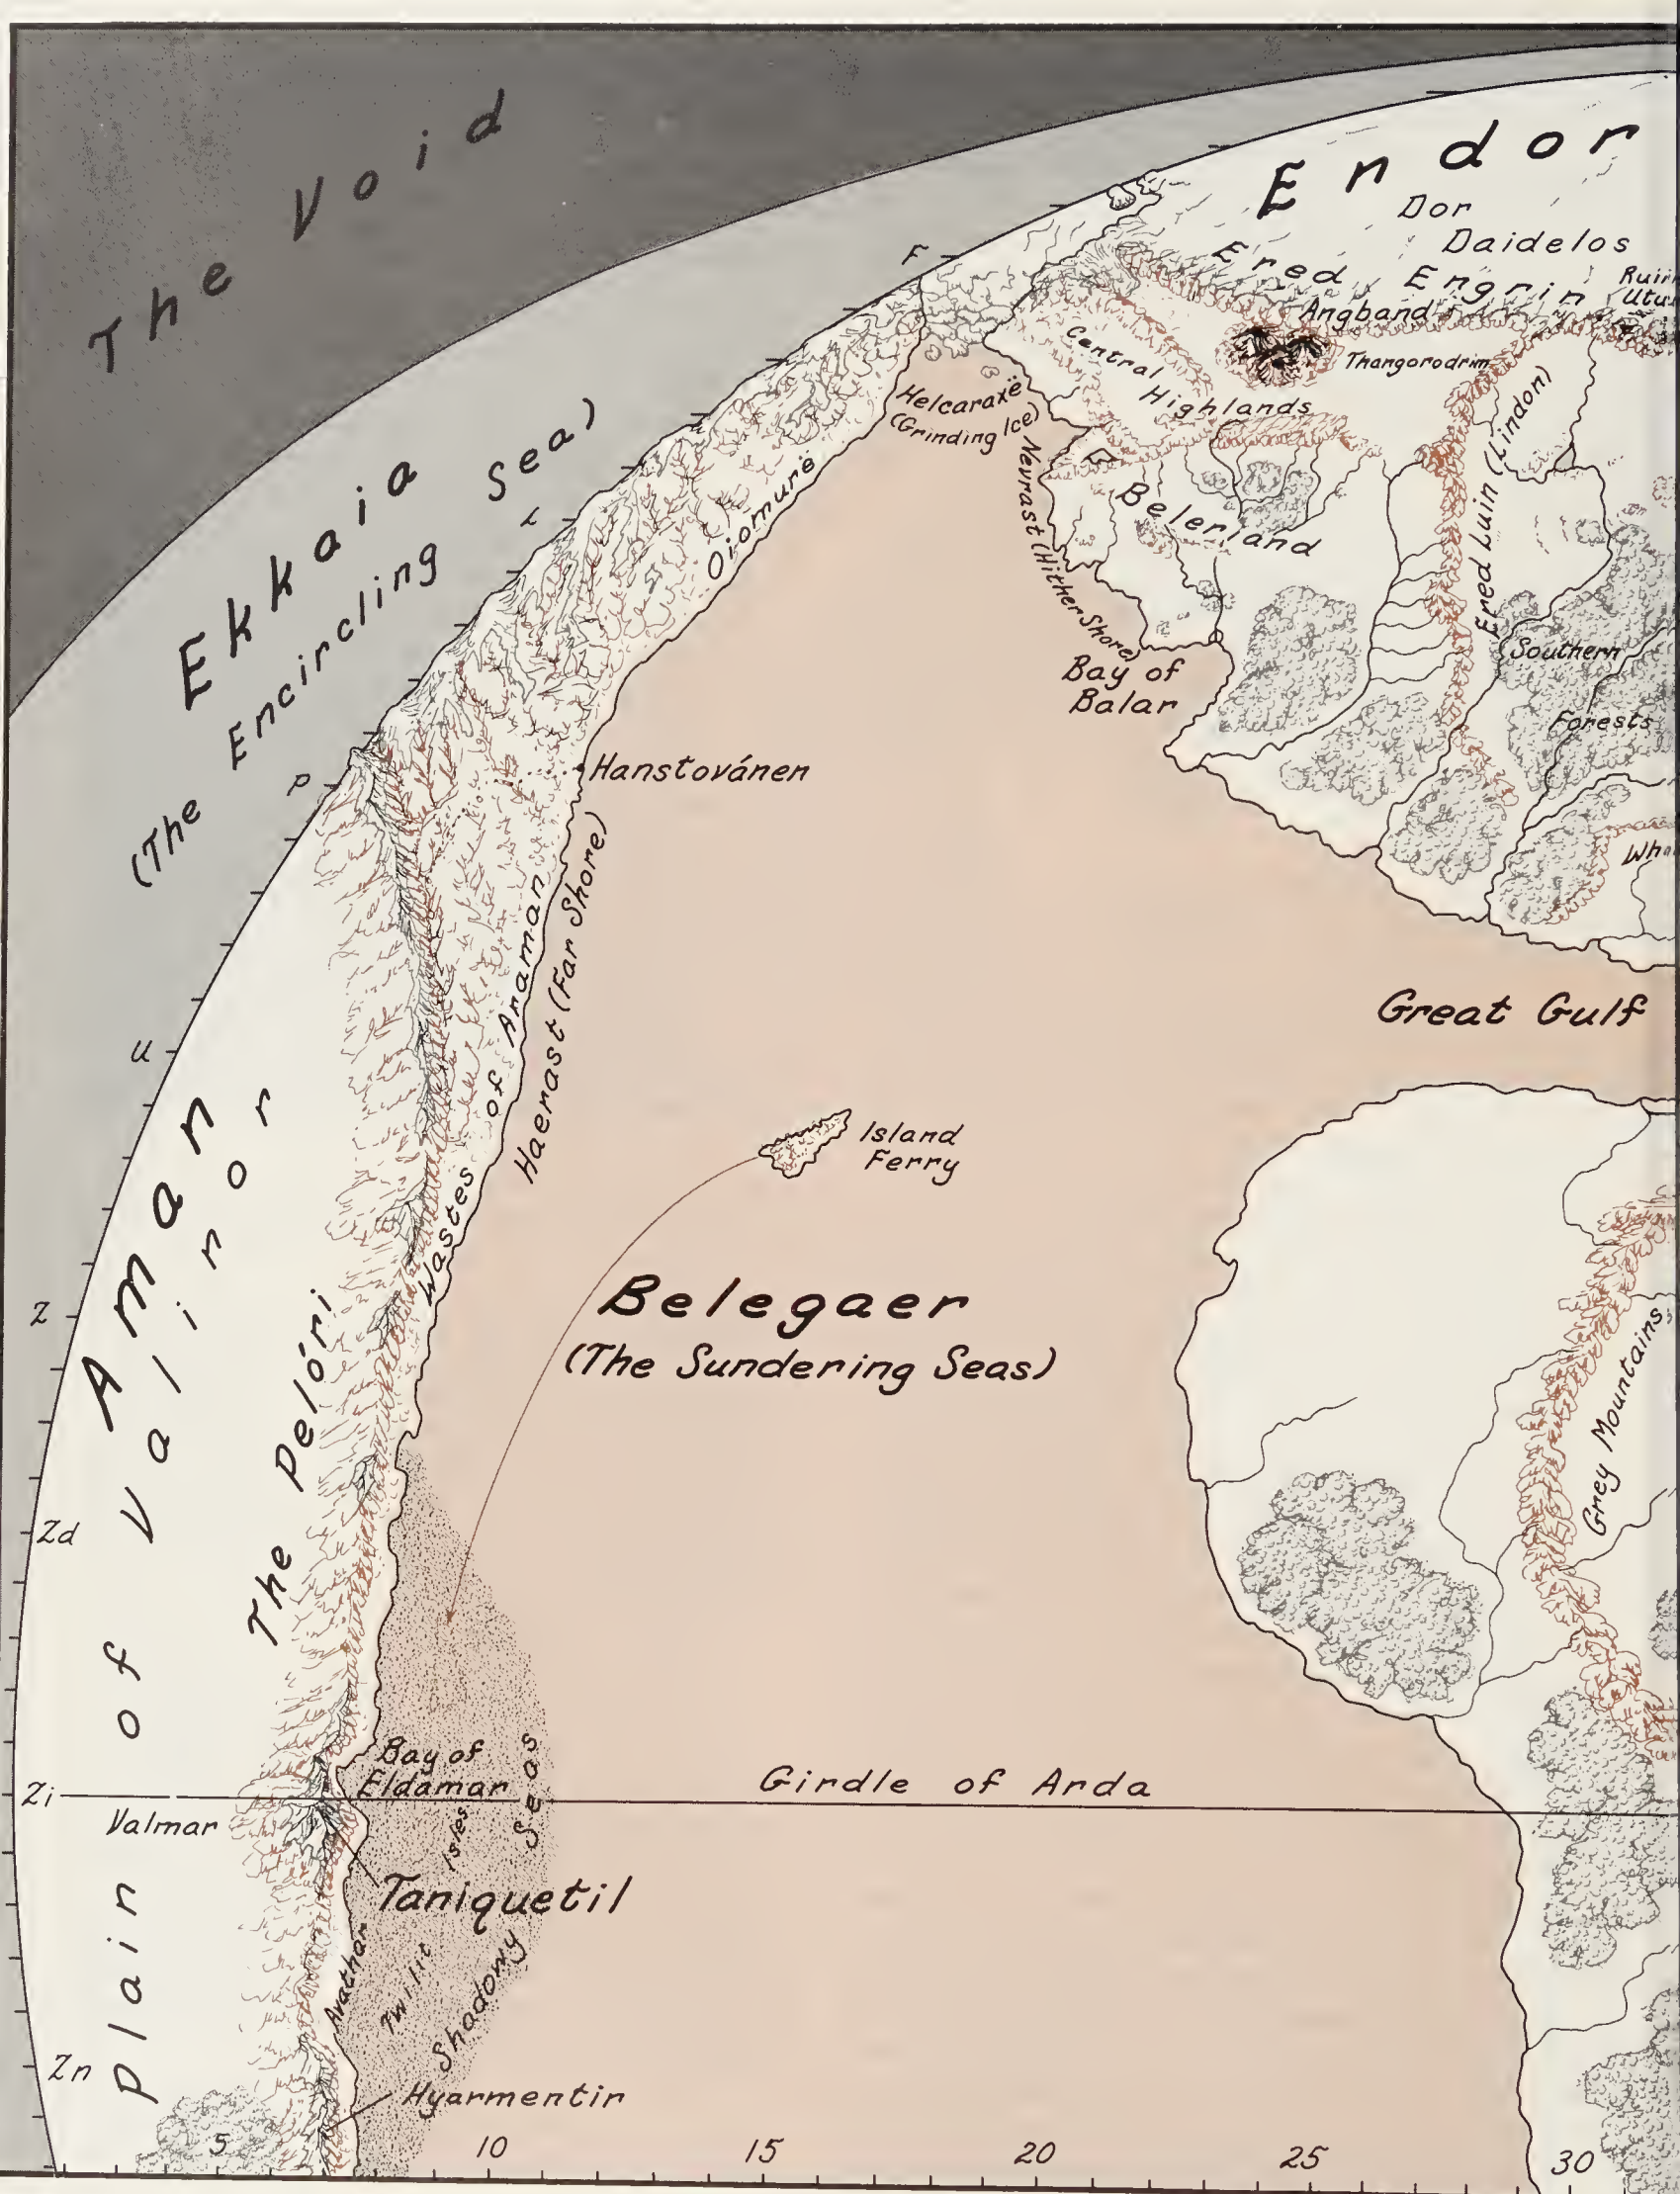 The Void
Ekkaia
(The Encircling Sea)
Endor
Dor
Daidelos
Ered Engrin
Angband
Thangorodrim
Central
Highlands
Helcaraxë
(Grinding Ice)
Nevrast (Hither Shore)
Beleriand
Ered Luin (Lindon)
Southern
Forests
Bay of
Balar
Oiomurë
Hanstovánen
Wastes of Araman
Haerast (Far Shore)
Great Gulf
Island
Ferry
Belegaer
(The Sundering Seas)
Aman
Plain of Valinor
The Pelóri
Grey Mountains
Bay of
Eldamar
Girdle of Arda
Valmar
Taniquetil
Avathar
Twilit Isles
Shadowy Seas
Hyarmentir
F
L
P
U
Z
Zd
Zi
Zn
5
10
15
20
25
30